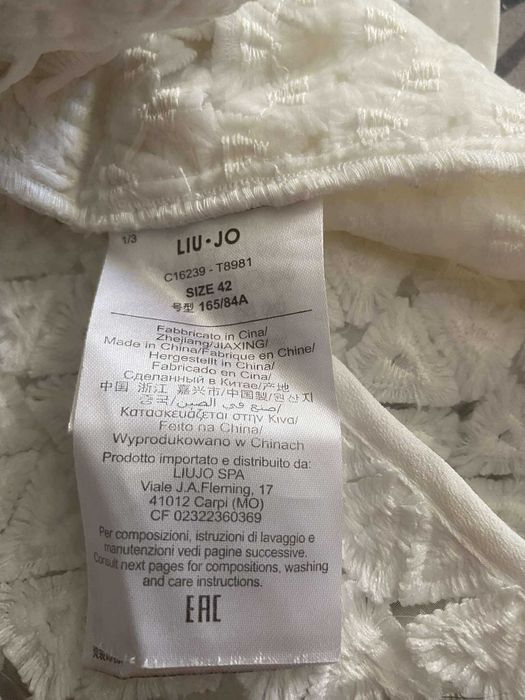 1/3
LIU•JO
C16239 - T8981
SIZE 42
号型 165/84A
Fabbricato in Cina/
Zhejiang/JIAXING/
Made in China/Fabrique en Chine/
Hergestellt in China/
Fabricado en Cina/
Сделанный в Китае/产地
中国 浙江 嘉兴市/中国製/원산지
중국/صنع في الصين/
Κατασκευάζεται στην Κίνα/
Feito na China/
Wyprodukowano w Chinach
Prodotto importato e distribuito da:
LIUJO SPA
Viale J.A.Fleming, 17
41012 Carpi (MO)
CF 02322360369
Per composizioni, istruzioni di lavaggio e
manutenzioni vedi pagine successive.
Consult next pages for compositions, washing
and care instructions.
EAC